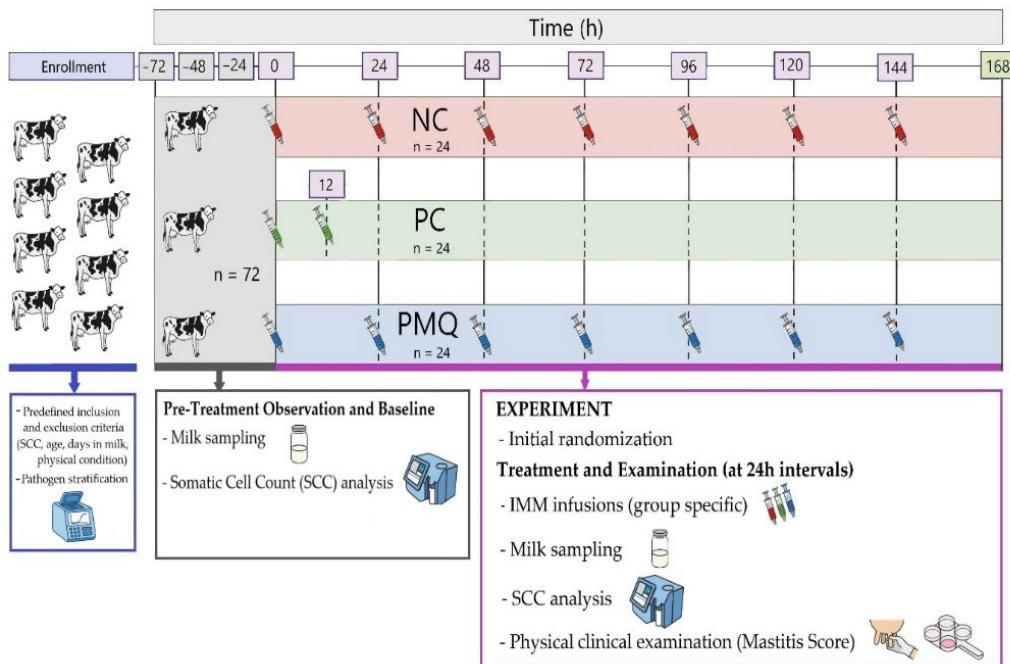 Time (h)
Enrollment
−72 −48 −24 0 24 48 72 96 120 144 168
NC
n = 24
12
PC
n = 24
n = 72
PMQ
n = 24
- Predefined inclusion
and exclusion criteria
(SCC, age, days in milk,
physical condition)
- Pathogen stratification
Pre-Treatment Observation and Baseline
- Milk sampling
- Somatic Cell Count (SCC) analysis
EXPERIMENT
- Initial randomization
Treatment and Examination (at 24h intervals)
- IMM infusions (group specific)
- Milk sampling
- SCC analysis
- Physical clinical examination (Mastitis Score)